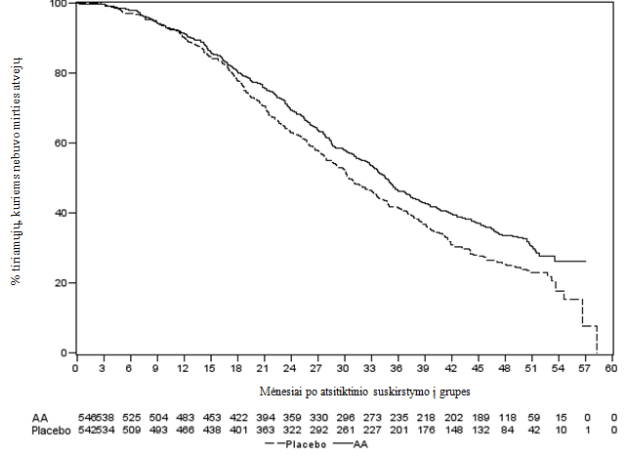 % tiriamųjų, kuriems nebuvo mirties atvejų
100
80
60
40
20
0
0 3 6 9 12 15 18 21 24 27 30 33 36 39 42 45 48 51 54 57 60
Mėnesiai po atsitiktinio suskirstymo į grupes
AA 546 538 525 504 483 453 422 394 359 330 296 273 235 218 202 189 118 59 15 0 0
Placebo 542 534 509 493 466 438 401 363 322 292 261 227 201 176 148 132 84 42 10 1 0
Placebo AA